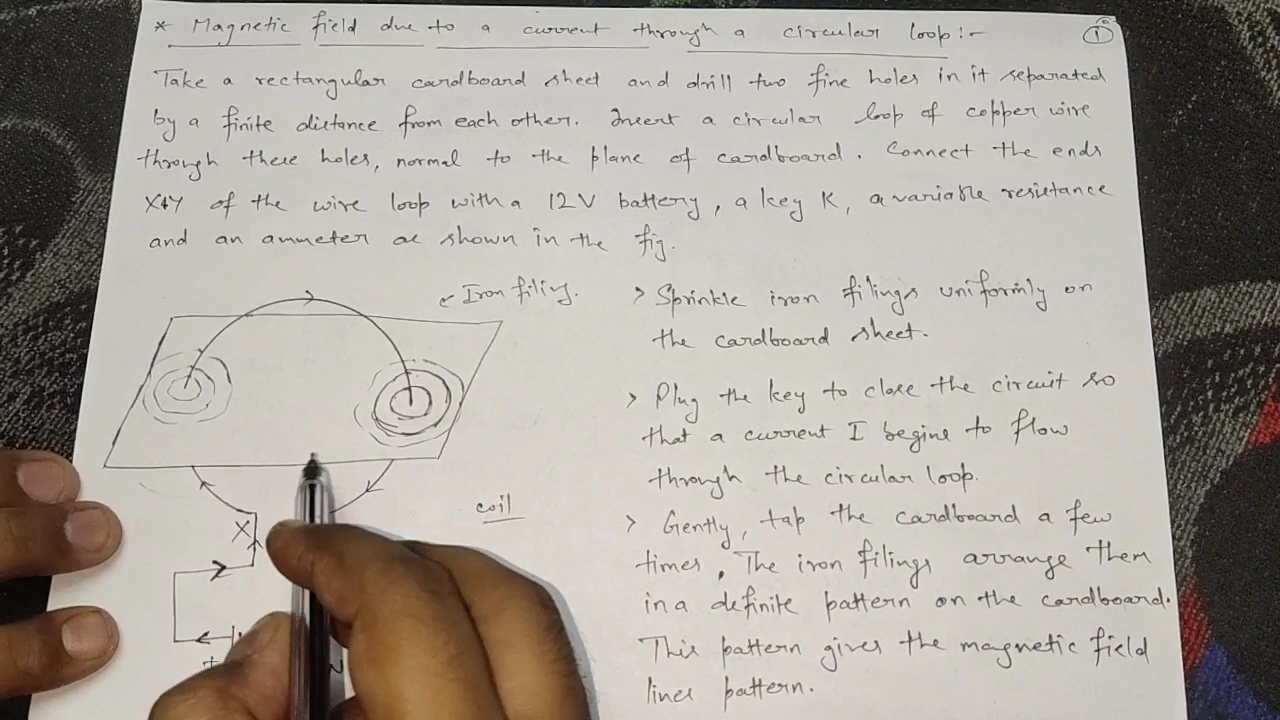 * Magnetic field due to a current through a circular loop:- ①
Take a rectangular cardboard sheet and drill two fine holes in it separated
by a finite distance from each other. Insert a circular loop of copper wire
through these holes, normal to the plane of cardboard. Connect the ends
X&Y of the wire loop with a 12V battery, a key K, a variable resistance
and an ammeter as shown in the fig.
Iron filing.
> Sprinkle iron filings uniformly on
the cardboard sheet.
> Plug the key to close the circuit so
that a current I begins to flow
through the circular loop.
coil
X
+
> Gently, tap the cardboard a few
times, The iron filings arrange them
in a definite pattern on the cardboard.
This pattern gives the magnetic field
lines pattern.